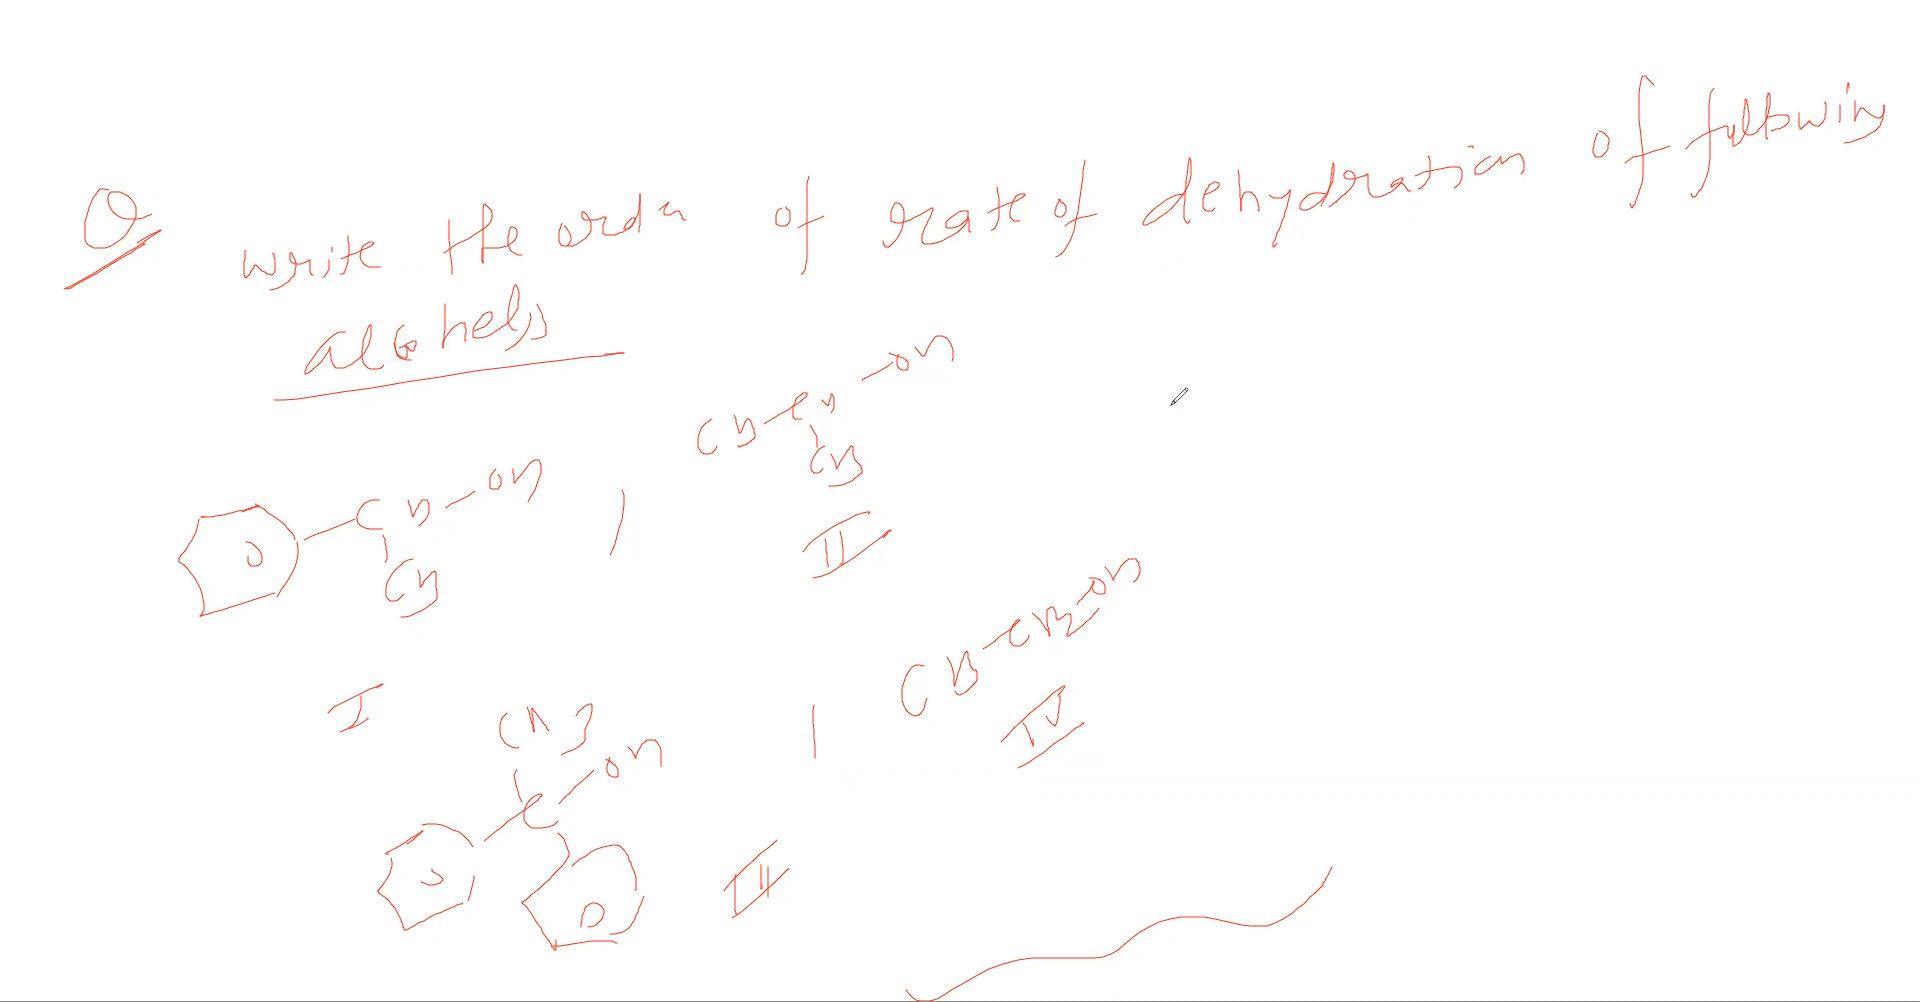 Q write the order of rate of dehydration of following
alcohols
CH3-CH-OH
CH3
CH-OH
CH3
II
I
CH3-CH2-OH
IV
CH3
C-OH
III